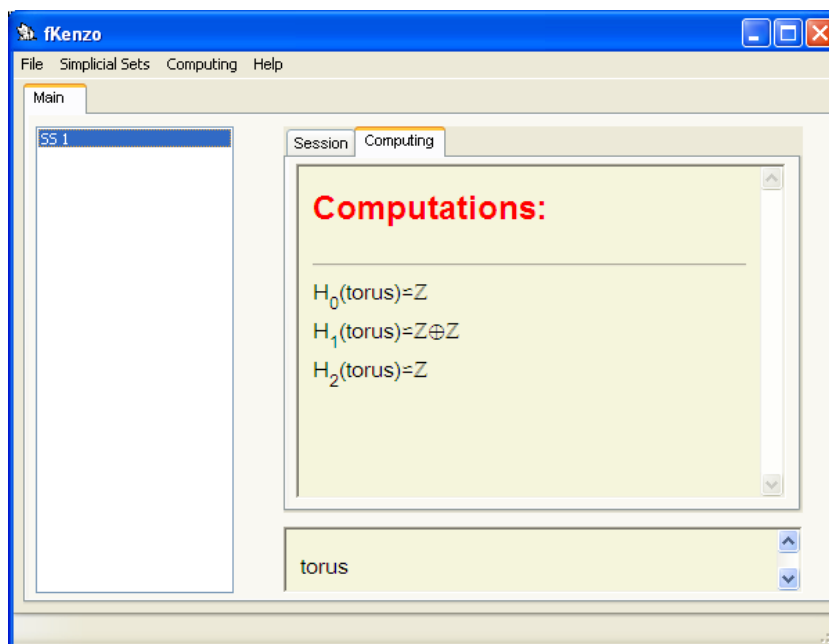 fKenzo
File Simplicial Sets Computing Help
Main
SS 1
Session Computing
Computations:
H₀(torus)=ℤ
H₁(torus)=ℤ⊕ℤ
H₂(torus)=ℤ
torus